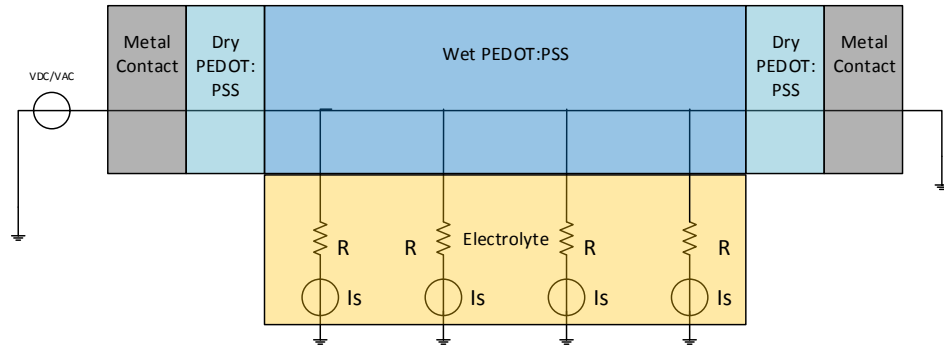 Metal
Contact
Dry
PEDOT:
PSS
Wet PEDOT:PSS
Dry
PEDOT:
PSS
Metal
Contact
VDC/VAC
R
R
Electrolyte
R
R
Is
Is
Is
Is